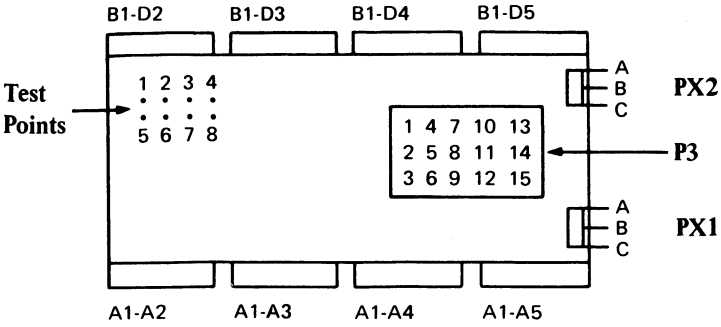 B1-D2 B1-D3 B1-D4 B1-D5
Test Points
1 2 3 4
5 6 7 8
A
B
C
PX2
1 4 7 10 13
2 5 8 11 14
3 6 9 12 15
P3
A
B
C
PX1
A1-A2 A1-A3 A1-A4 A1-A5